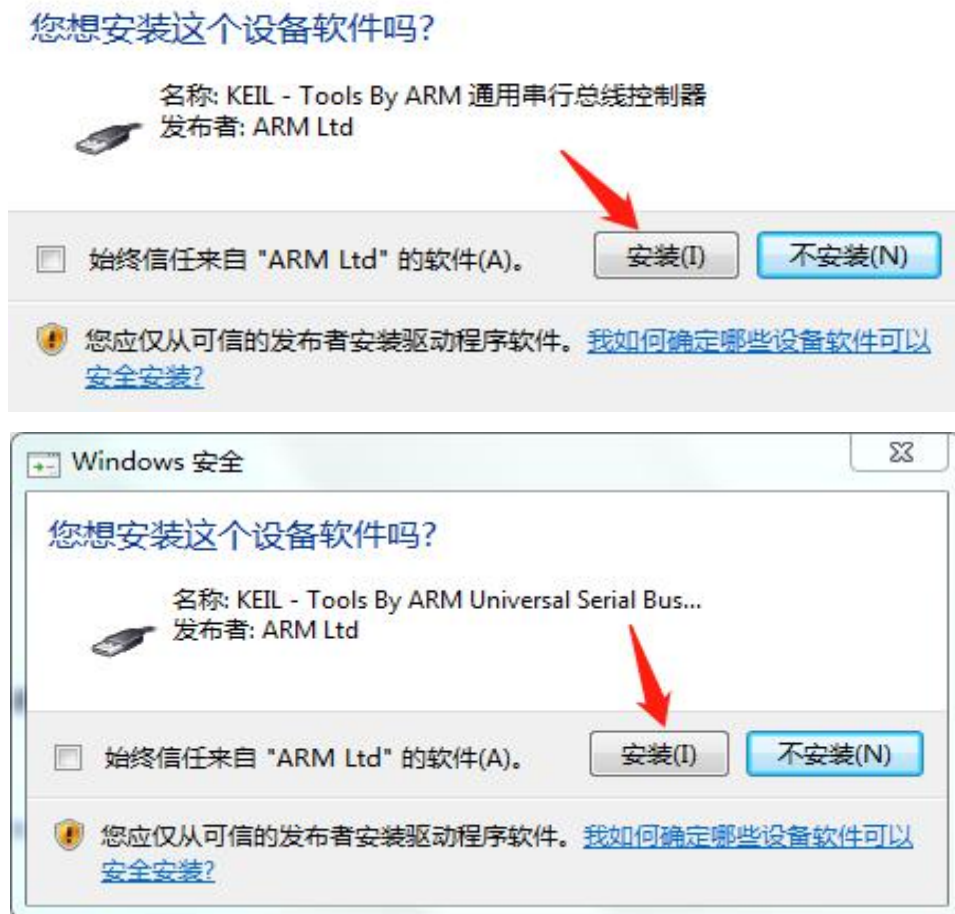 您想安装这个设备软件吗？
名称: KEIL - Tools By ARM 通用串行总线控制器
发布者: ARM Ltd
始终信任来自 "ARM Ltd" 的软件(A)。
安装(I)
不安装(N)
您应仅从可信的发布者安装驱动程序软件。我如何确定哪些设备软件可以
安全安装?
Windows 安全
您想安装这个设备软件吗？
名称: KEIL - Tools By ARM Universal Serial Bus...
发布者: ARM Ltd
始终信任来自 "ARM Ltd" 的软件(A)。
安装(I)
不安装(N)
您应仅从可信的发布者安装驱动程序软件。我如何确定哪些设备软件可以
安全安装?